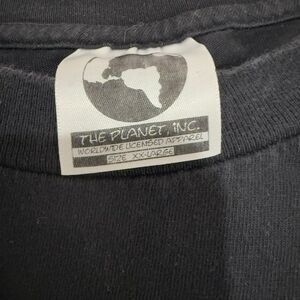 THE PLANET, INC.
WORLDWIDE LICENSED APPAREL
SIZE XX-LARGE